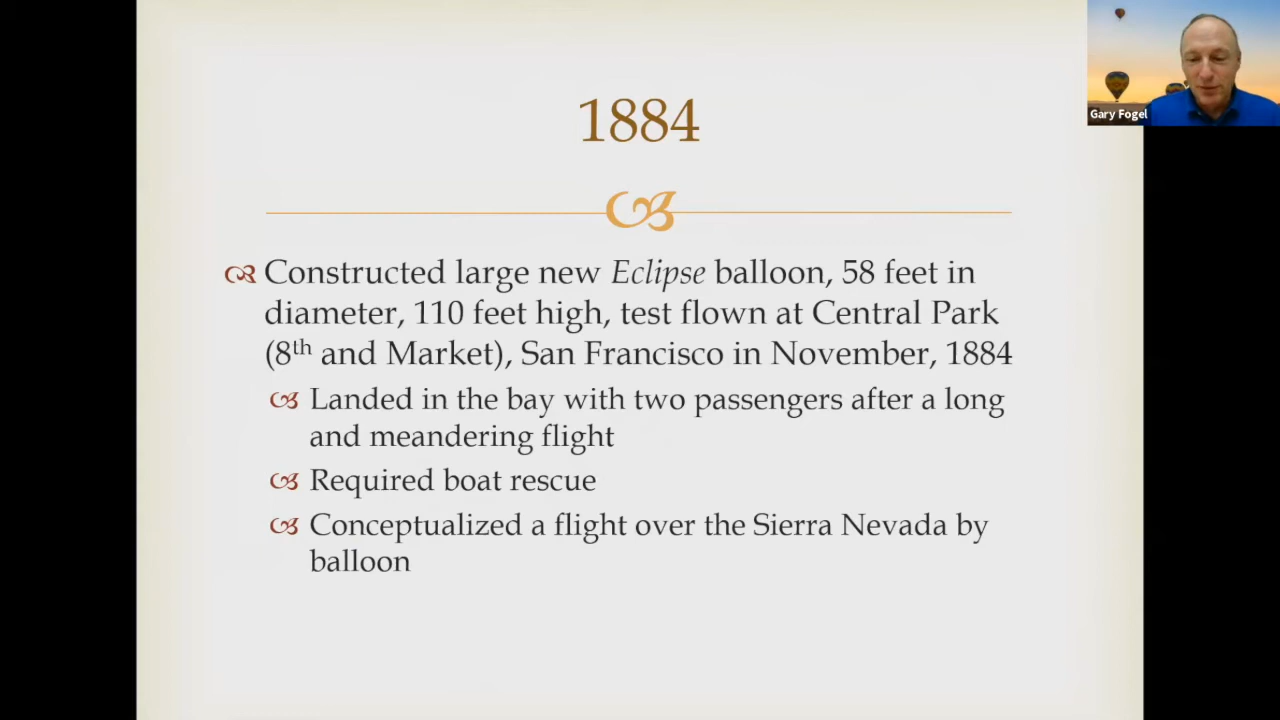 1884
Constructed large new Eclipse balloon, 58 feet in
diameter, 110 feet high, test flown at Central Park
(8th and Market), San Francisco in November, 1884
Landed in the bay with two passengers after a long
and meandering flight
Required boat rescue
Conceptualized a flight over the Sierra Nevada by
balloon
Gary Fogel